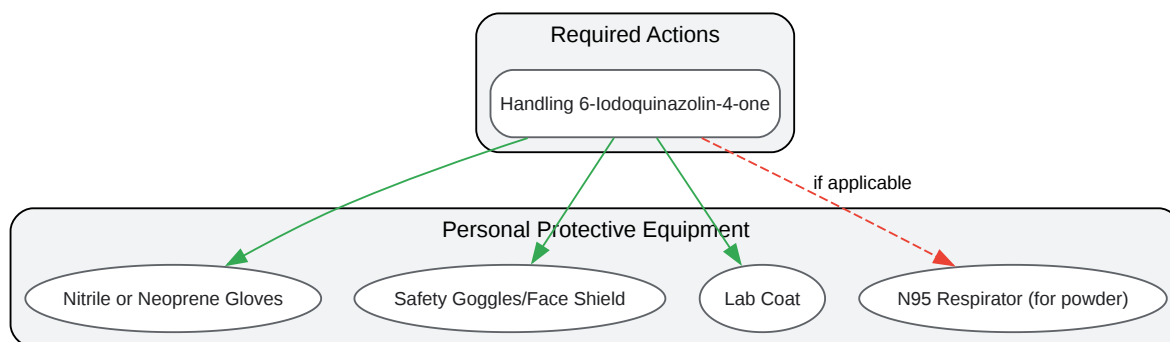 Required Actions
Handling 6-Iodoquinazolin-4-one
if applicable
Personal Protective Equipment
Nitrile or Neoprene Gloves
Safety Goggles/Face Shield
Lab Coat
N95 Respirator (for powder)